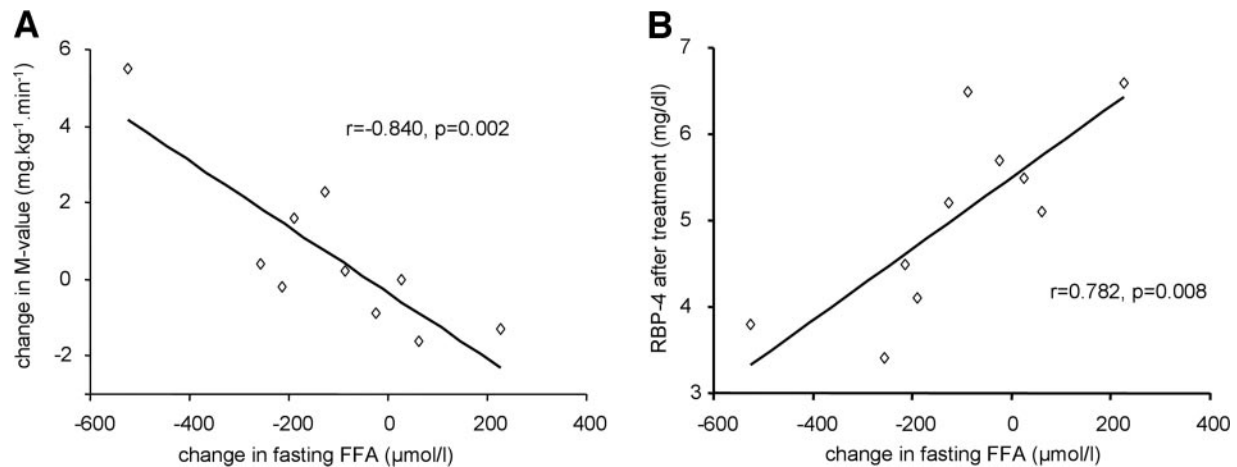 A
6
4
2
0
-2
change in M-value (mg.kg⁻¹.min⁻¹)
r=-0.840, p=0.002
-600 -400 -200 0 200 400
change in fasting FFA (µmol/l)
B
7
6
5
4
3
RBP-4 after treatment (mg/dl)
r=0.782, p=0.008
-600 -400 -200 0 200 400
change in fasting FFA (µmol/l)